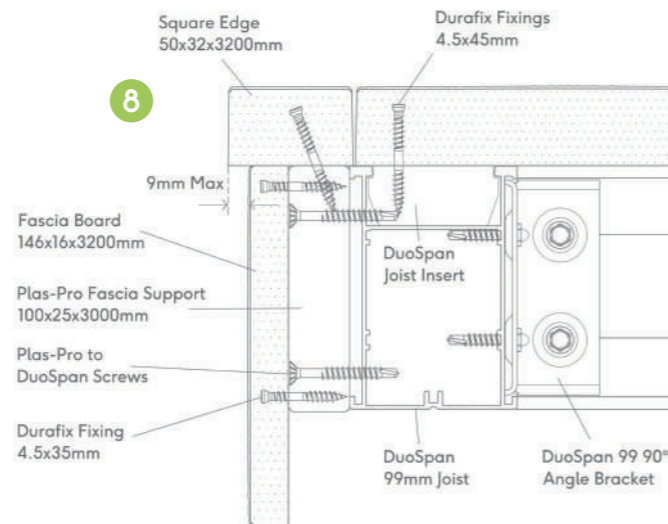 Square Edge
50x32x3200mm
Durafix Fixings
4.5x45mm
8
9mm Max
Fascia Board
146x16x3200mm
Plas-Pro Fascia Support
100x25x3000mm
Plas-Pro to
DuoSpan Screws
Durafix Fixing
4.5x35mm
DuoSpan
Joist Insert
DuoSpan
99mm Joist
DuoSpan 99 90°
Angle Bracket